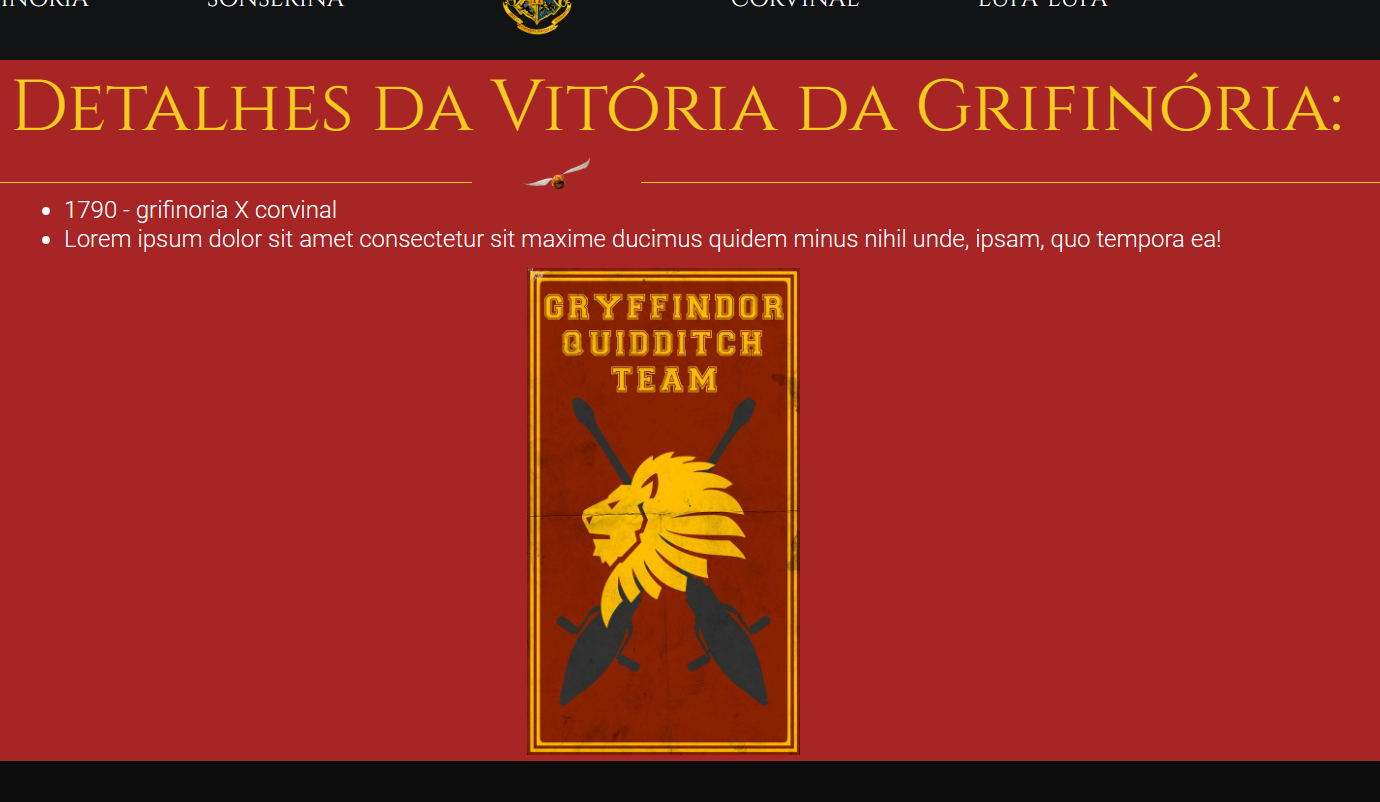 SONSERINA CORVINAL LUFA-LUFA
Detalhes da Vitória da Grifinória:
1790 - grifinoria X corvinal
Lorem ipsum dolor sit amet consectetur sit maxime ducimus quidem minus nihil unde, ipsam, quo tempora ea!
GRYFFINDOR
QUIDDITCH
TEAM